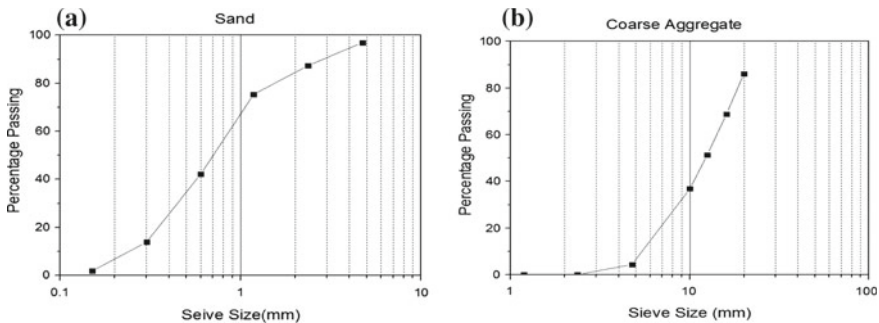 (a)
Sand
100
80
60
40
20
0
Percentage Passing
0.1
1
10
Seive Size(mm)
(b)
Coarse Aggregate
100
80
60
40
20
0
Percentage Passing
1
10
100
Sieve Size (mm)